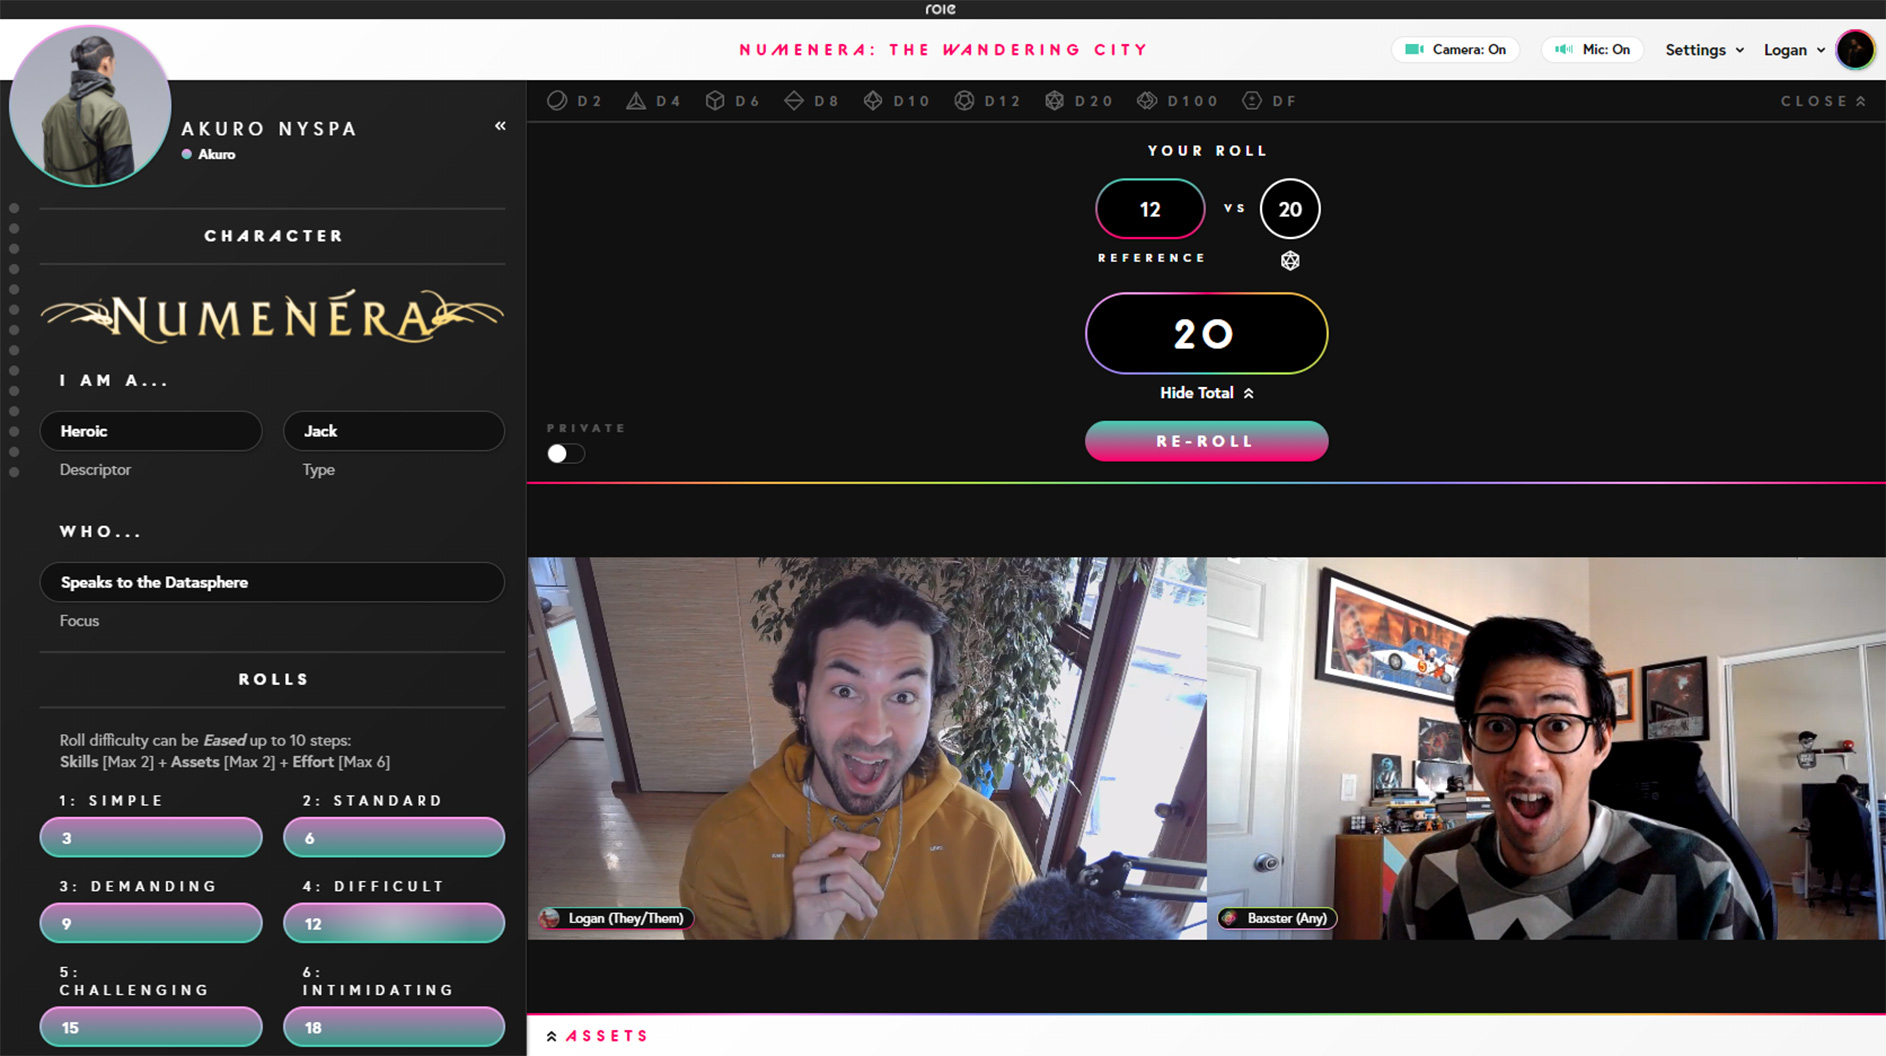 role
NUMENERA: THE WANDERING CITY
Camera: On
Mic: On
Settings
Logan
AKURO NYSPA
Akuro
CHARACTER
NUMENÉRA
I AM A...
Heroic
Jack
Descriptor
Type
WHO...
Speaks to the Datasphere
Focus
ROLLS
Roll difficulty can be Eased up to 10 steps:
Skills [Max 2] + Assets [Max 2] + Effort [Max 6]
1: SIMPLE
2: STANDARD
3
6
3: DEMANDING
4: DIFFICULT
9
12
5:
CHALLENGING
6:
INTIMIDATING
15
18
D2
D4
D6
D8
D10
D12
D20
D100
DF
CLOSE
YOUR ROLL
12
VS
20
REFERENCE
20
Hide Total
PRIVATE
RE-ROLL
Logan (They/Them)
Baxster (Any)
ASSETS